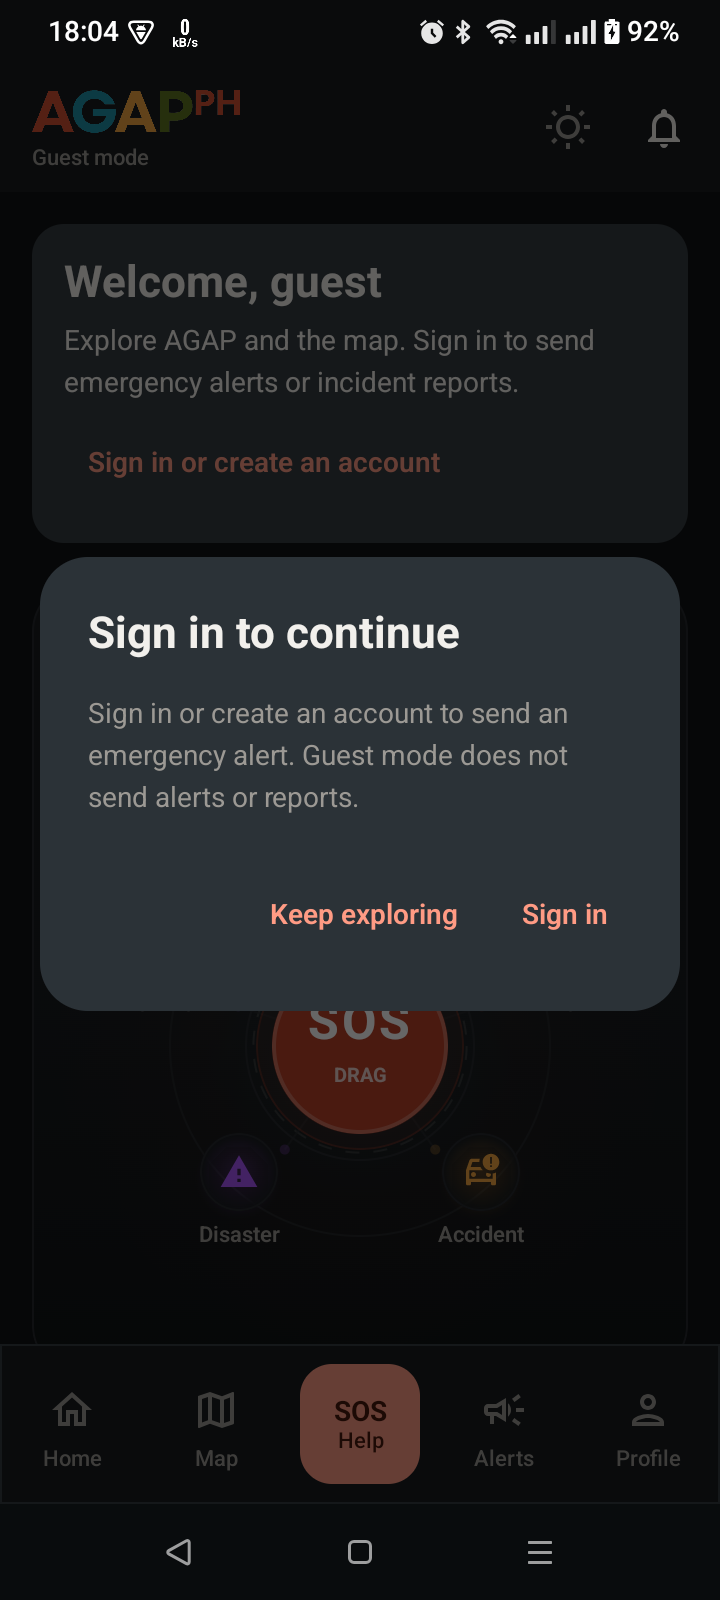 18:04
0
kB/s
92%
AGAPPH
Guest mode
Welcome, guest
Explore AGAP and the map. Sign in to send
emergency alerts or incident reports.
Sign in or create an account
Sign in to continue
Sign in or create an account to send an
emergency alert. Guest mode does not
send alerts or reports.
Keep exploring
Sign in
SOS
DRAG
Disaster
Accident
SOS
Help
Home
Map
Alerts
Profile